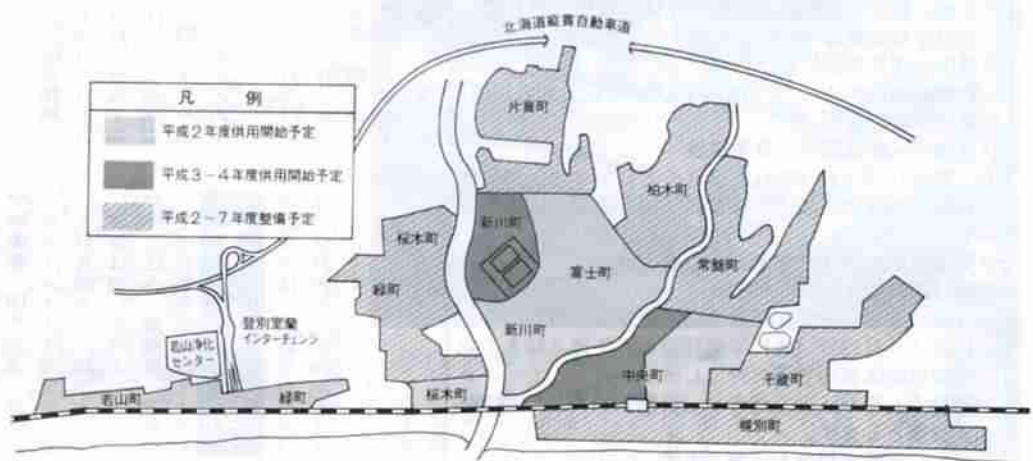 北海道縦貫自動車道
凡 例
平成2年度供用開始予定
平成3-4年度供用開始予定
平成2~7年度整備予定
片倉町
柏木町
新川町
桜木町
富士町
常盤町
緑町
新川町
登別室蘭
インターチェンジ
若山浄化
センター
中央町
千歳町
若山町
緑町
桜木町
幌別町